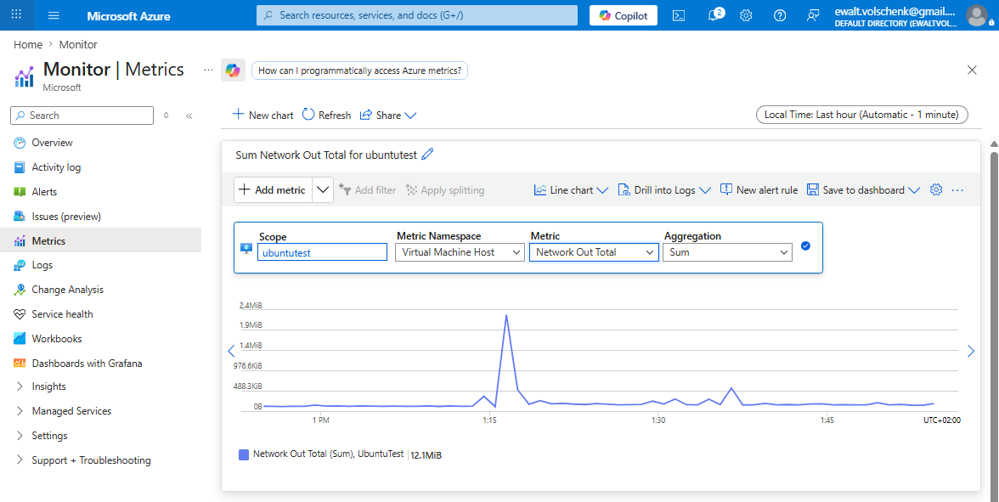 Microsoft Azure
Search resources, services, and docs (G+/)
Copilot
2
ewalt.volschenk@gmail....
DEFAULT DIRECTORY (EWALTVOL...
Home > Monitor
Monitor | Metrics
Microsoft
...
How can I programmatically access Azure metrics?
Search
«
Overview
Activity log
Alerts
Issues (preview)
Metrics
Logs
Change Analysis
Service health
Workbooks
Dashboards with Grafana
Insights
Managed Services
Settings
Support + Troubleshooting
New chart
Refresh
Share
Local Time: Last hour (Automatic - 1 minute)
Sum Network Out Total for ubuntutest
Add metric
Add filter
Apply splitting
Line chart
Drill into Logs
New alert rule
Save to dashboard
...
Scope
ubuntutest
Metric Namespace
Virtual Machine Host
Metric
Network Out Total
Aggregation
Sum
2.4MiB
1.9MiB
1.4MiB
976.6KiB
488.3KiB
0B
1 PM
1:15
1:30
1:45
UTC+02:00
Network Out Total (Sum), UbuntuTest
12.1MiB